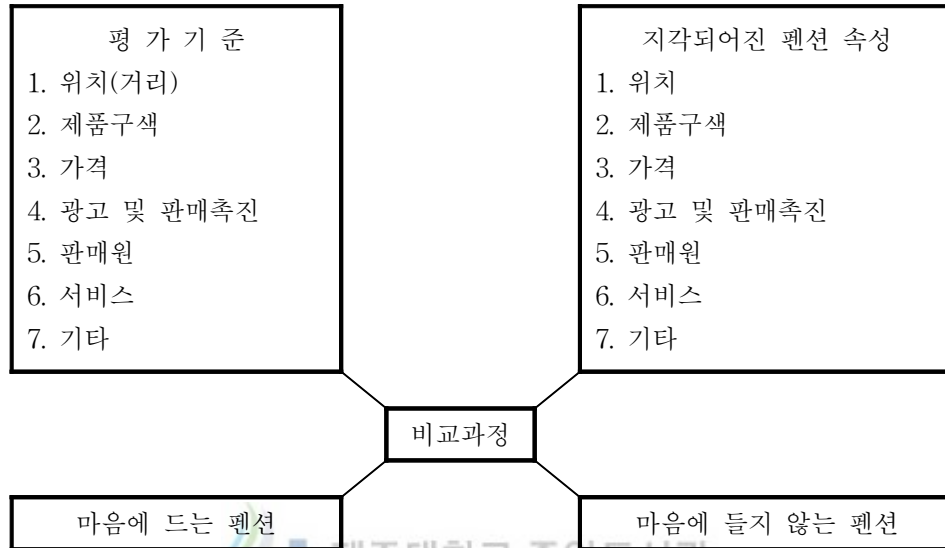 평 가 기 준
1. 위치(거리)
2. 제품구색
3. 가격
4. 광고 및 판매촉진
5. 판매원
6. 서비스
7. 기타
지각되어진 펜션 속성
1. 위치
2. 제품구색
3. 가격
4. 광고 및 판매촉진
5. 판매원
6. 서비스
7. 기타
비교과정
마음에 드는 펜션
마음에 들지 않는 펜션